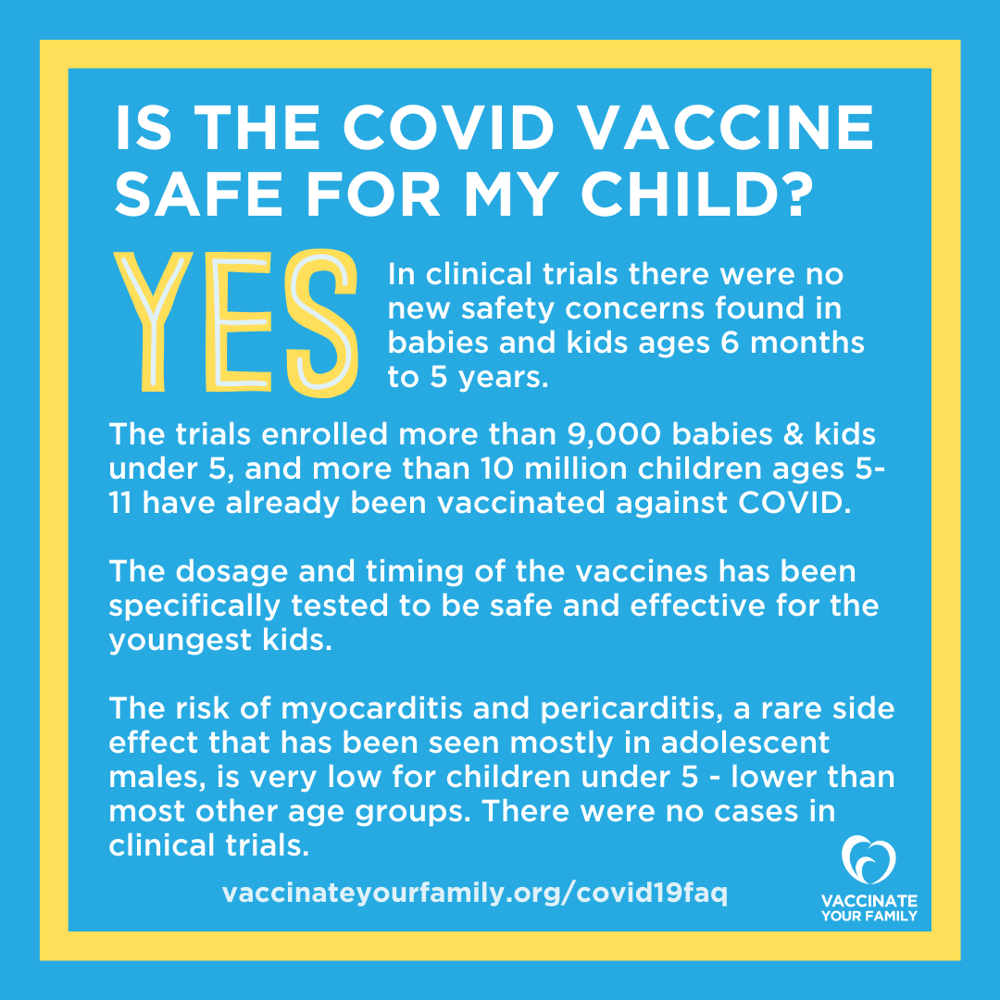 IS THE COVID VACCINE
SAFE FOR MY CHILD?
YES
In clinical trials there were no
new safety concerns found in
babies and kids ages 6 months
to 5 years.
The trials enrolled more than 9,000 babies & kids
under 5, and more than 10 million children ages 5-
11 have already been vaccinated against COVID.
The dosage and timing of the vaccines has been
specifically tested to be safe and effective for the
youngest kids.
The risk of myocarditis and pericarditis, a rare side
effect that has been seen mostly in adolescent
males, is very low for children under 5 - lower than
most other age groups. There were no cases in
clinical trials.
vaccinateyourfamily.org/covid19faq
VACCINATE
YOUR FAMILY